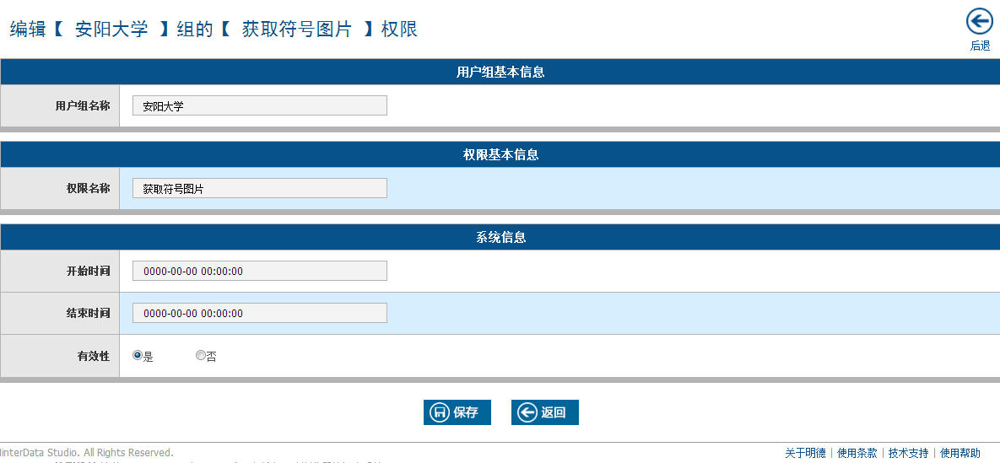 编辑【 安阳大学 】组的【 获取符号图片 】权限
后退
用户组基本信息
用户组名称 安阳大学
权限基本信息
权限名称 获取符号图片
系统信息
开始时间 0000-00-00 00:00:00
结束时间 0000-00-00 00:00:00
有效性 是 否
保存 返回
interData Studio. All Rights Reserved. 关于明德 | 使用条款 | 技术支持 | 使用帮助